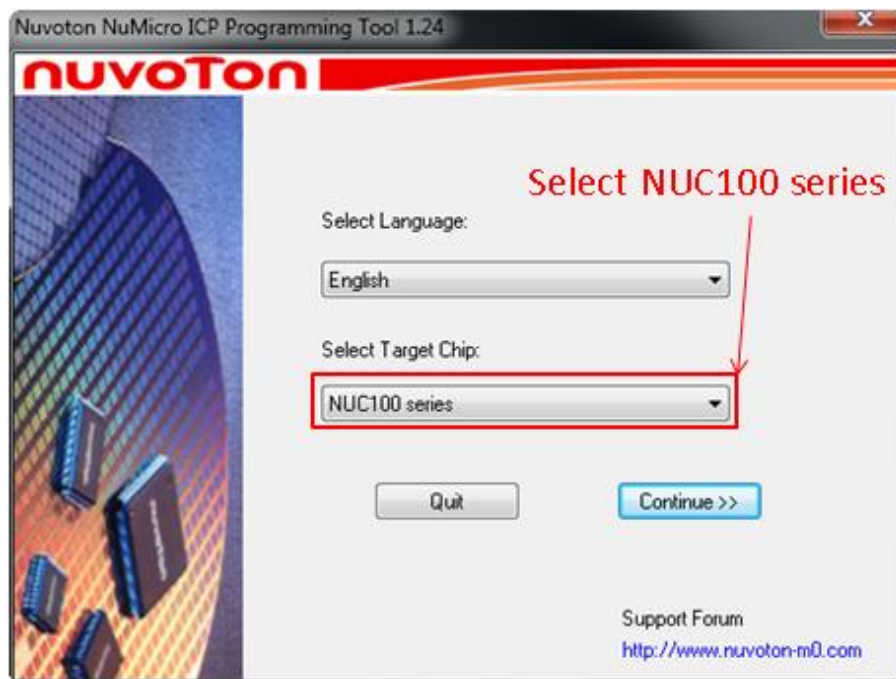 Nuvoton NuMicro ICP Programming Tool 1.24
nuvoTon
Select NUC100 series
Select Language:
English
Select Target Chip:
NUC100 series
Quit
Continue >>
Support Forum
http://www.nuvoton-m0.com